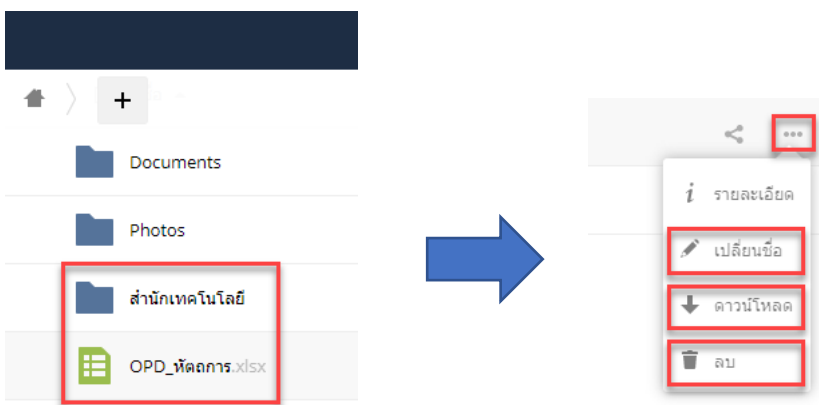 Documents
Photos
สำนักเทคโนโลยี
OPD_หัตถการ.xlsx
รายละเอียด
เปลี่ยนชื่อ
ดาวน์โหลด
ลบ